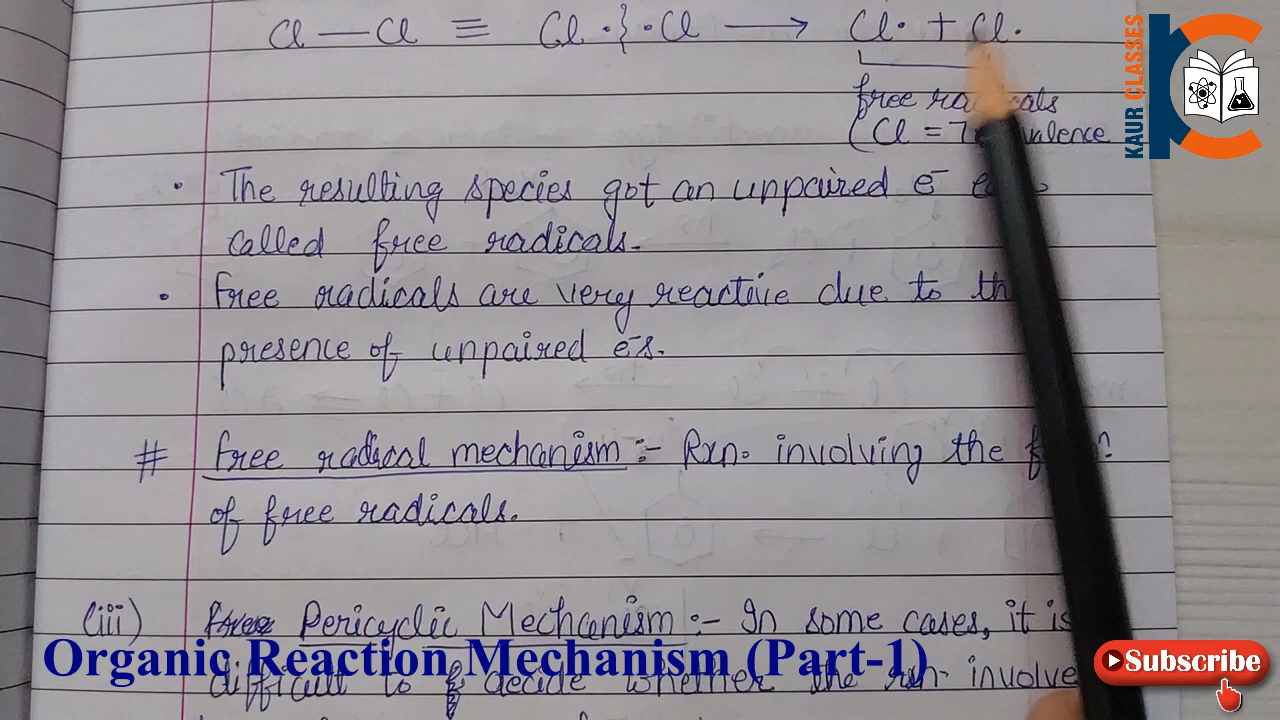 Cl — Cl ≡ Cl · } · Cl ⟶ Cl· + Cl·
free radicals
(Cl = 7 valence
· The resulting species got an unpaired e⁻
called free radicals.
· Free radicals are very reactive due to the
presence of unpaired e⁻s.
# Free radical mechanism :- Rxn. involving the
of free radicals.
(iii) Pericyclic Mechanism :- In some cases, it is
difficult to decide whether the rxn. involve
KAUR CLASSES
Organic Reaction Mechanism (Part-1)
Subscribe